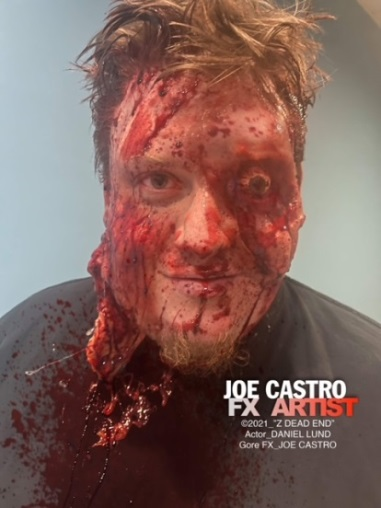 JOE CASTRO
FX ARTIST
©2021_"Z DEAD END"
Actor_DANIEL LUND
Gore FX_JOE CASTRO